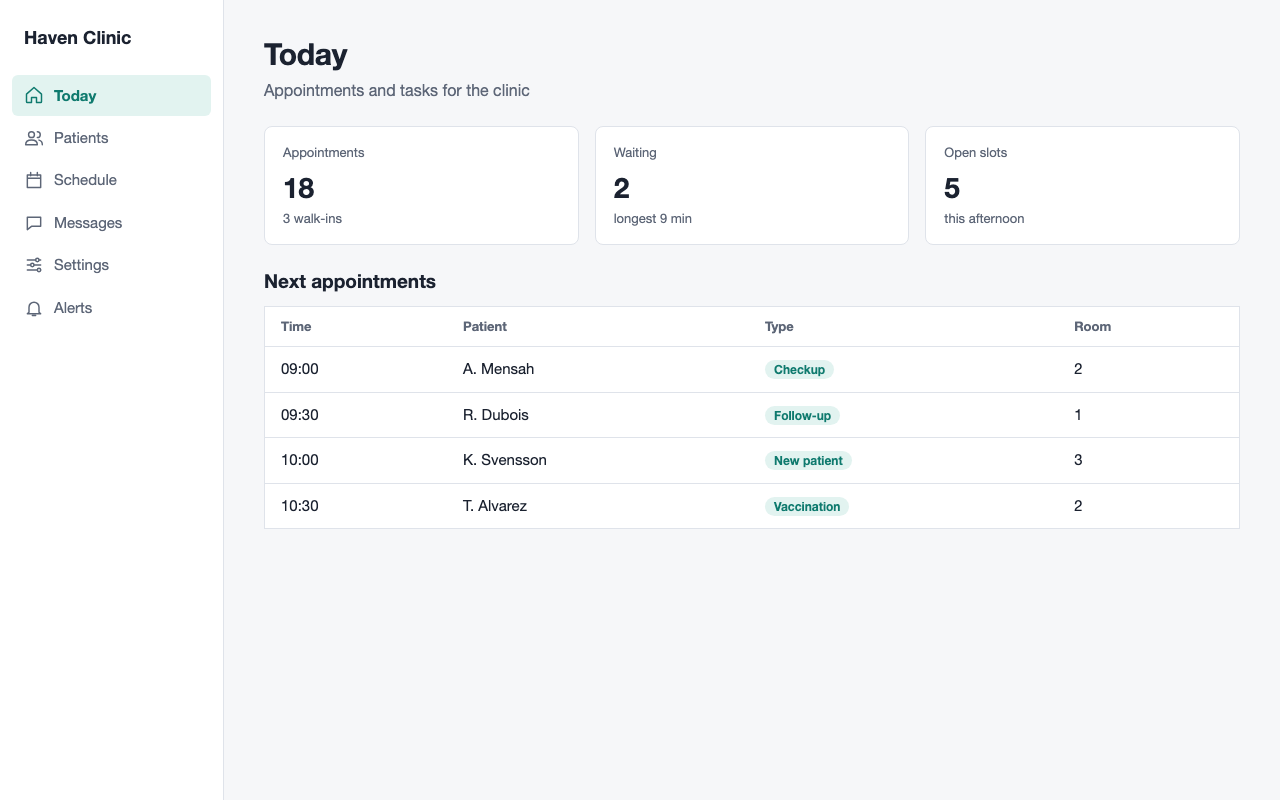 Haven Clinic
Today
Patients
Schedule
Messages
Settings
Alerts
Today
Appointments and tasks for the clinic
Appointments
18
3 walk-ins
Waiting
2
longest 9 min
Open slots
5
this afternoon
Next appointments
Time Patient Type Room
09:00 A. Mensah Checkup 2
09:30 R. Dubois Follow-up 1
10:00 K. Svensson New patient 3
10:30 T. Alvarez Vaccination 2